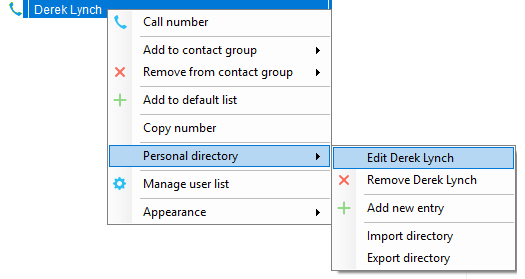 Derek Lynch
Call number
Add to contact group
Remove from contact group
Add to default list
Copy number
Personal directory
Manage user list
Appearance
Edit Derek Lynch
Remove Derek Lynch
Add new entry
Import directory
Export directory